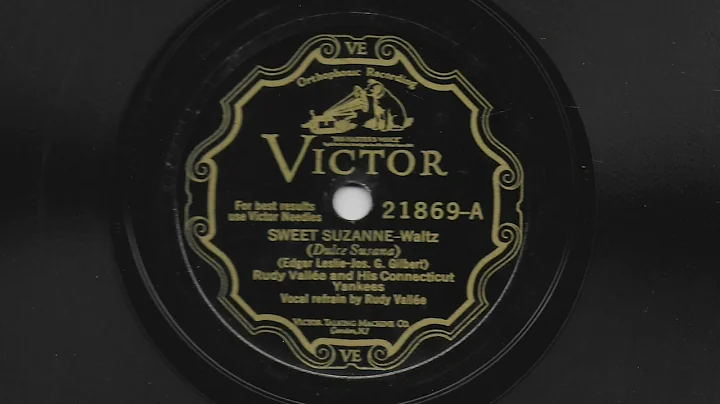 VE
Orthophonic Recording
"HIS MASTER'S VOICE"
VICTOR
For best results
use Victor Needles
21869-A
SWEET SUZANNE-Waltz
(Dulce Susana)
(Edgar Leslie-Jos. G. Gilbert)
Rudy Vallée and His Connecticut
Yankees
Vocal refrain by Rudy Vallée
VICTOR TALKING MACHINE CO.
Camden, N.J.
VE